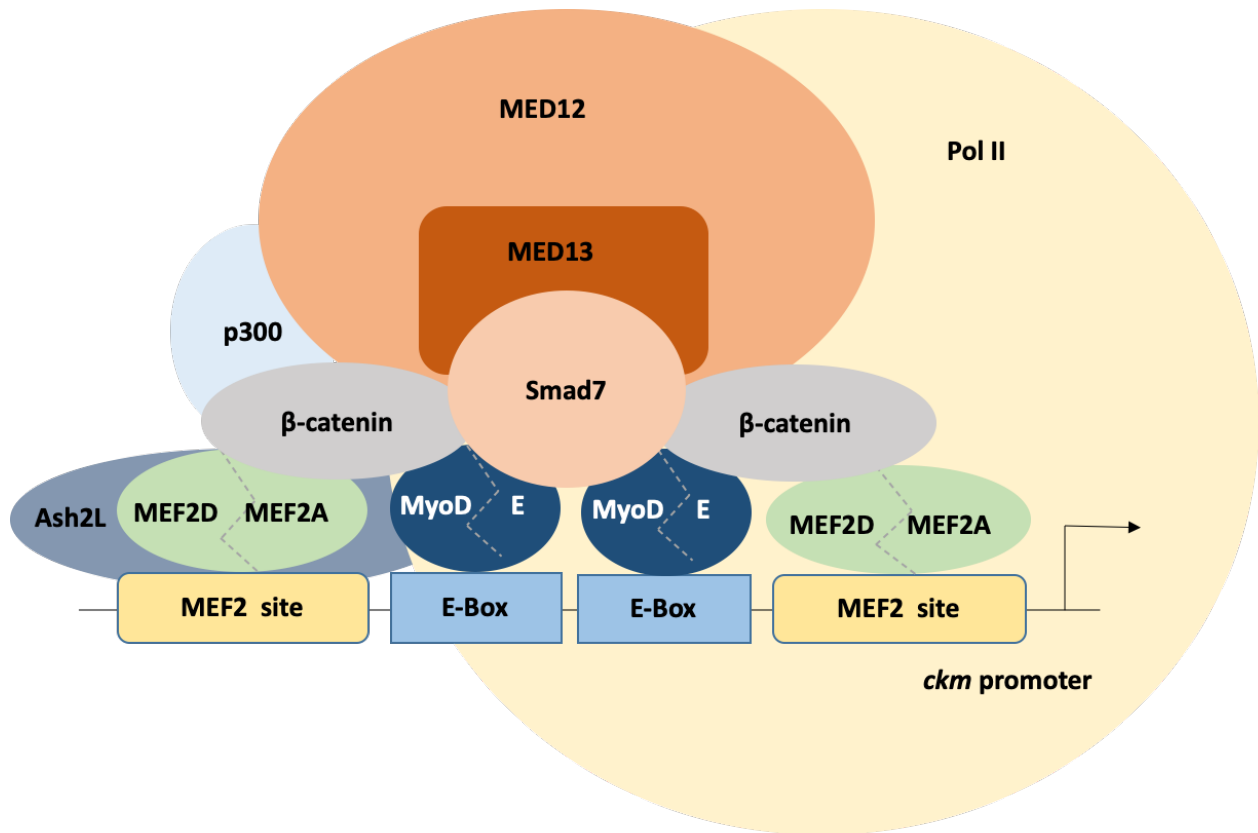 MED12
Pol II
MED13
p300
Smad7
β-catenin
β-catenin
Ash2L
MEF2D
MEF2A
MyoD
E
MyoD
E
MEF2D
MEF2A
MEF2 site
E-Box
E-Box
MEF2 site
ckm promoter